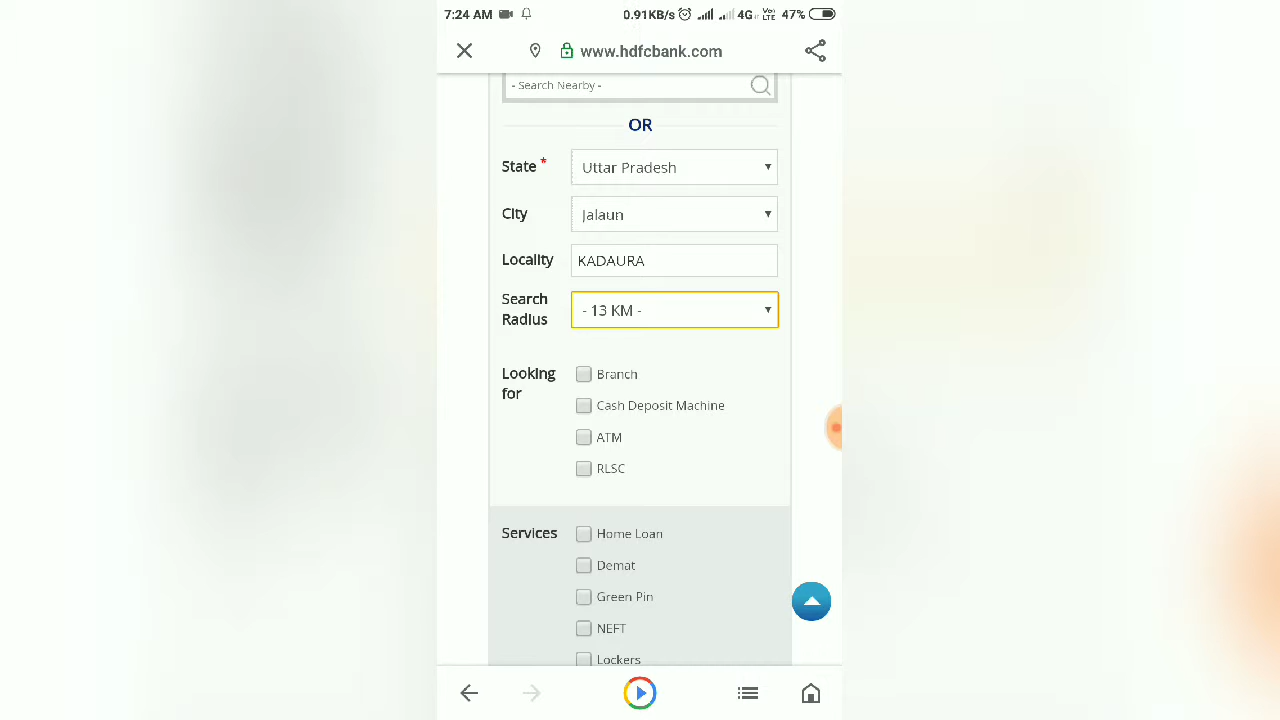 7:24 AM 0.91KB/s 4G VoLTE 47%
www.hdfcbank.com
- Search Nearby -
OR
State * Uttar Pradesh
City Jalaun
Locality KADAURA
Search Radius - 13 KM -
Looking for
Branch
Cash Deposit Machine
ATM
RLSC
Services Home Loan
Demat
Green Pin
NEFT
Lockers